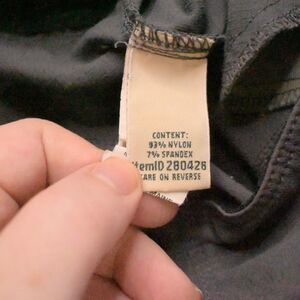 CONTENT:
93% NYLON
7% SPANDEX
ItemID 280426
CARE ON REVERSE